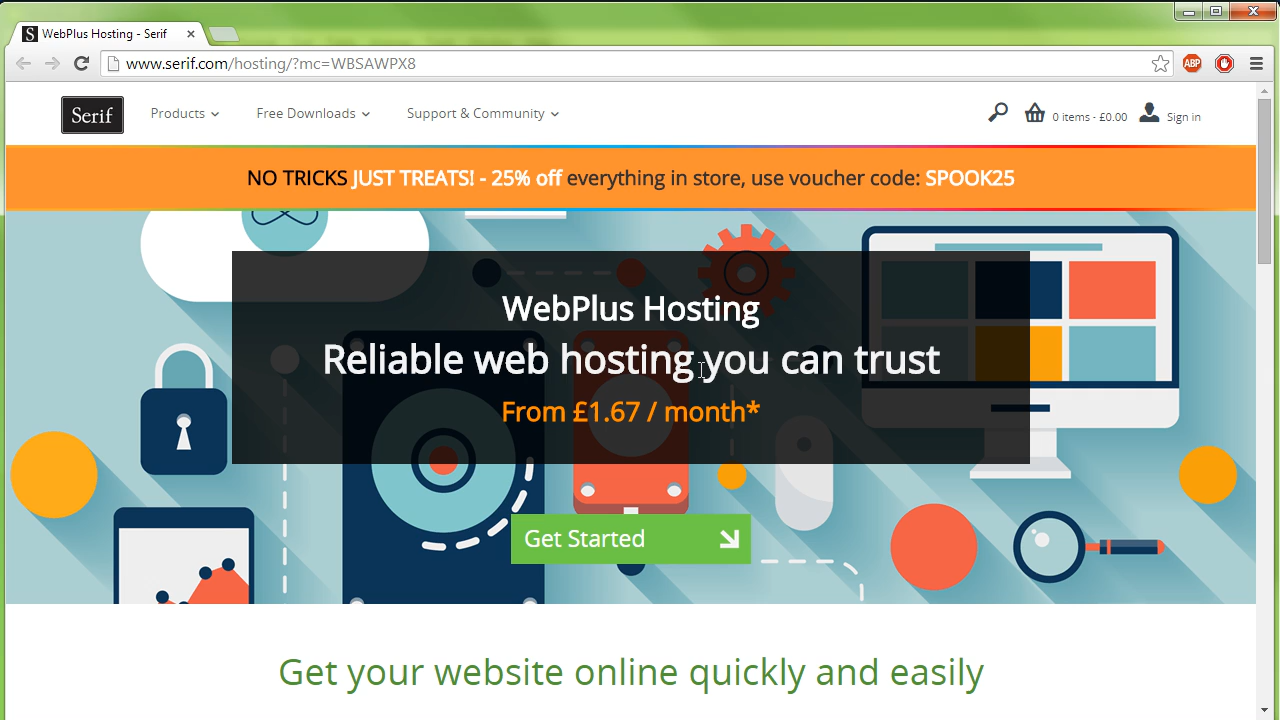 S WebPlus Hosting - Serif
www.serif.com/hosting/?mc=WBSAWPX8
ABP
Serif
Products
Free Downloads
Support & Community
0 items - £0.00
Sign in
NO TRICKS JUST TREATS! - 25% off everything in store, use voucher code: SPOOK25
WebPlus Hosting
Reliable web hosting you can trust
From £1.67 / month*
Get Started
Get your website online quickly and easily